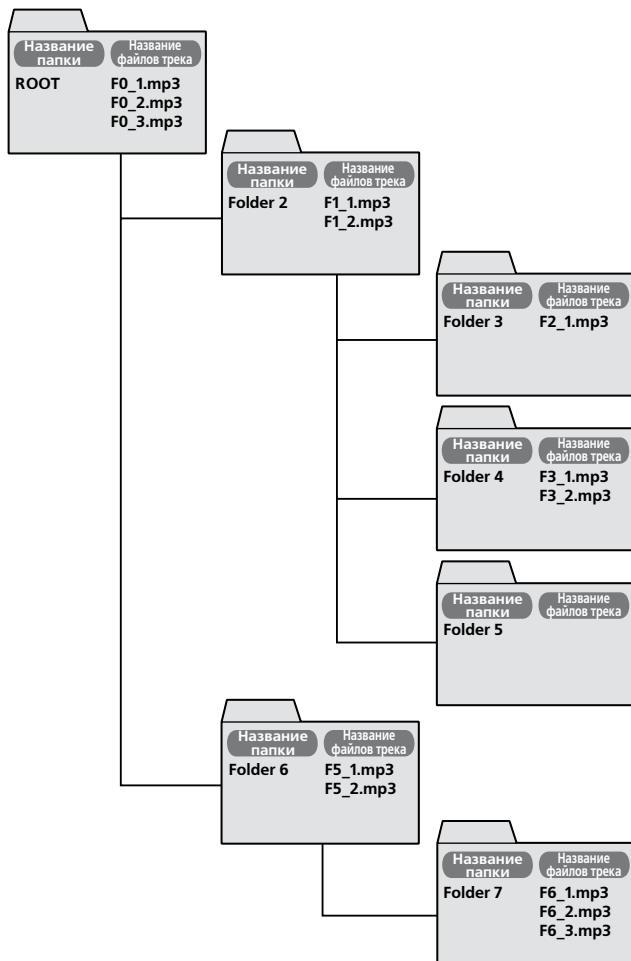 Название папки Название файлов трека
ROOT F0_1.mp3
F0_2.mp3
F0_3.mp3
Название папки Название файлов трека
Folder 2 F1_1.mp3
F1_2.mp3
Название папки Название файлов трека
Folder 3 F2_1.mp3
Название папки Название файлов трека
Folder 4 F3_1.mp3
F3_2.mp3
Название папки Название файлов трека
Folder 5
Название папки Название файлов трека
Folder 6 F5_1.mp3
F5_2.mp3
Название папки Название файлов трека
Folder 7 F6_1.mp3
F6_2.mp3
F6_3.mp3